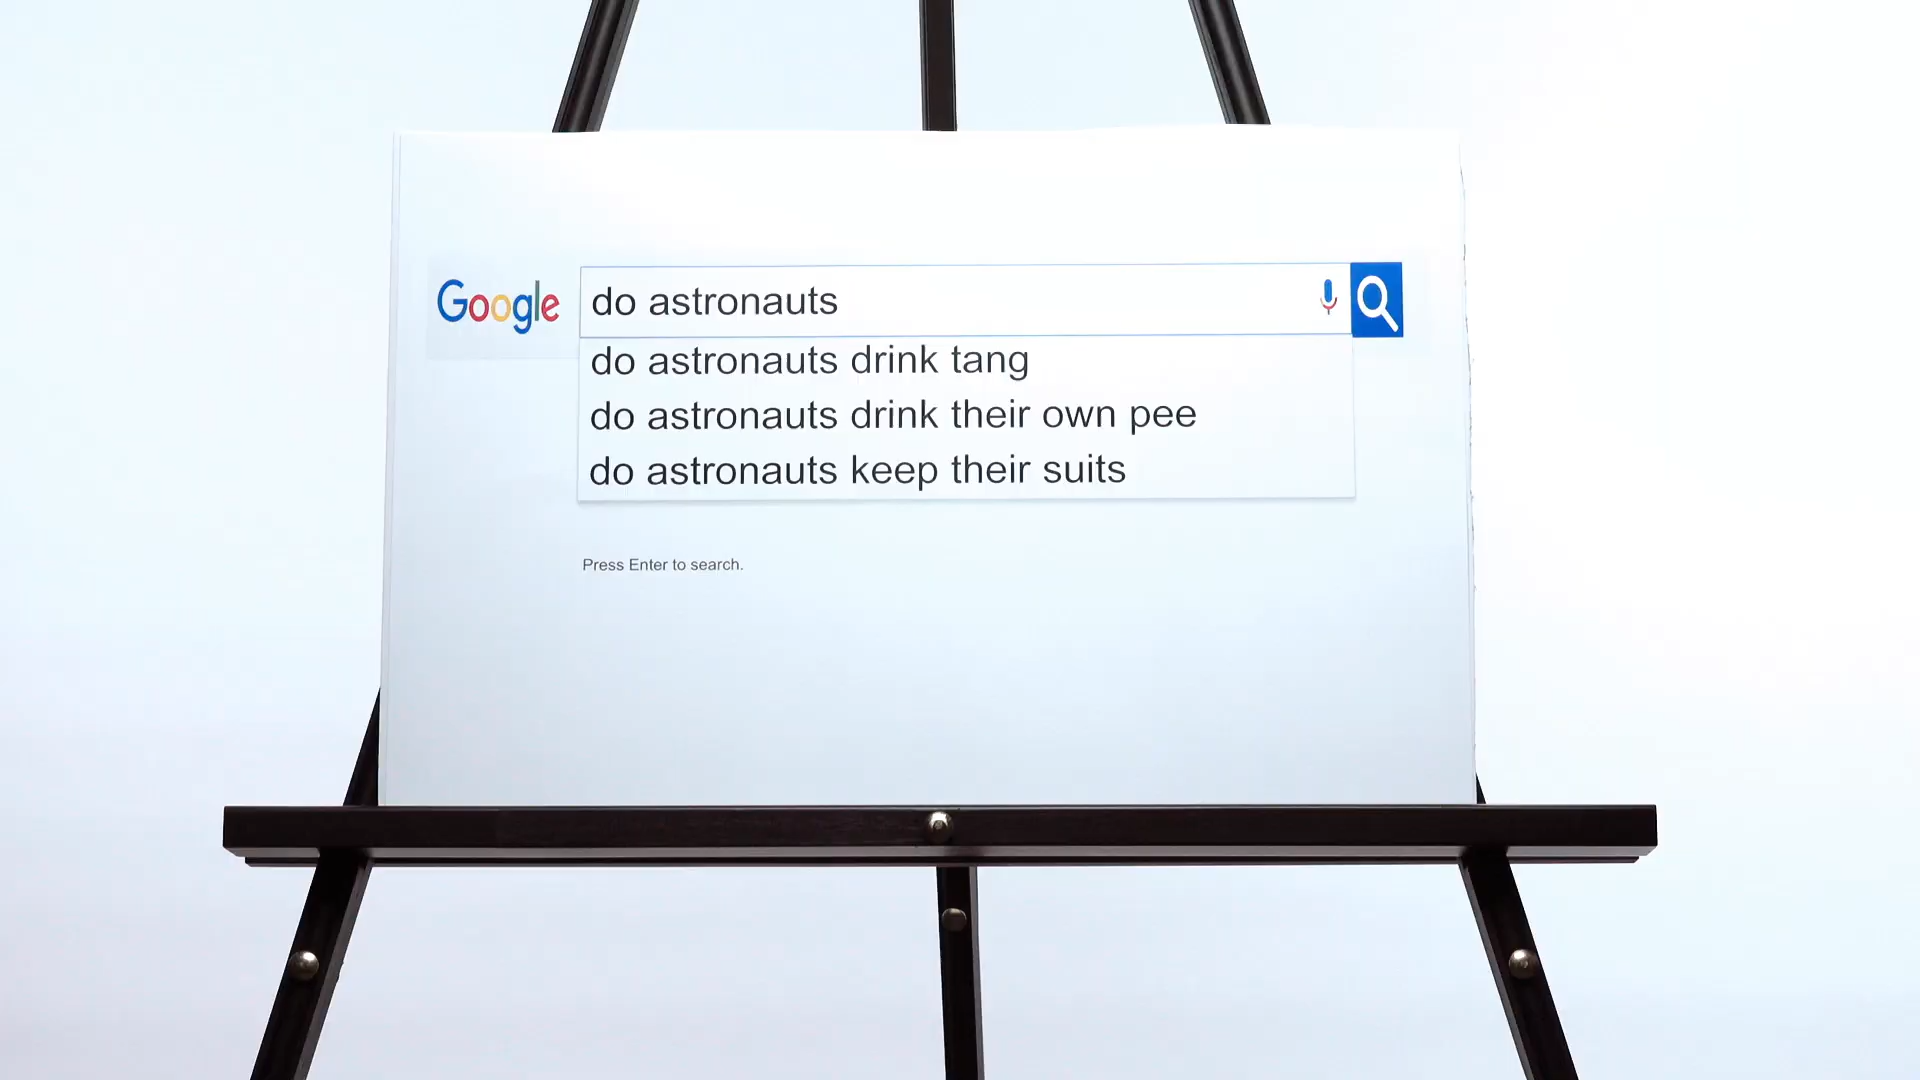 Google do astronauts
do astronauts drink tang
do astronauts drink their own pee
do astronauts keep their suits
Press Enter to search.